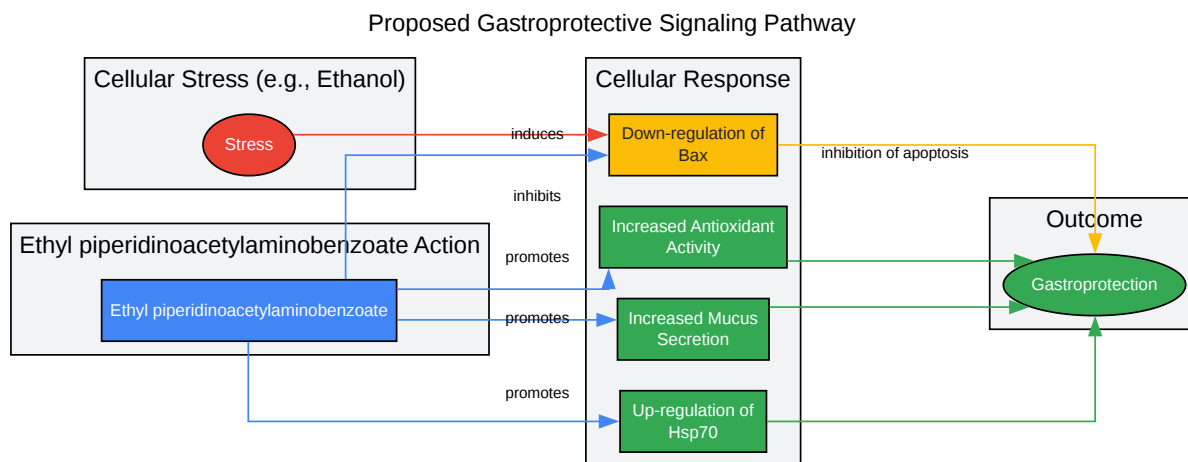 Proposed Gastroprotective Signaling Pathway
Cellular Stress (e.g., Ethanol)
Stress
Ethyl piperidinoacetylaminobenzoate Action
Ethyl piperidinoacetylaminobenzoate
induces
inhibits
promotes
promotes
promotes
Cellular Response
Down-regulation of
Bax
Increased Antioxidant
Activity
Increased Mucus
Secretion
Up-regulation of
Hsp70
inhibition of apoptosis
Outcome
Gastroprotection